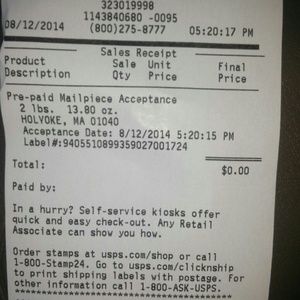 323019998
1143840680 -0095
08/12/2014 (800)275-8777 05:20:17 PM
Sales Receipt
Product Sale Unit Final
Description Qty Price Price
Pre-paid Mailpiece Acceptance
2 lbs. 13.80 oz.
HOLYOKE, MA 01040
Acceptance Date: 8/12/2014 5:20:15 PM
Label#:9405510899359027001724
Total: $0.00
Paid by:
In a hurry? Self-service kiosks offer
quick and easy check-out. Any Retail
Associate can show you how.
Order stamps at usps.com/shop or call
1-800-Stamp24. Go to usps.com/clicknship
to print shipping labels with postage. For
other information call 1-800-ASK-USPS.